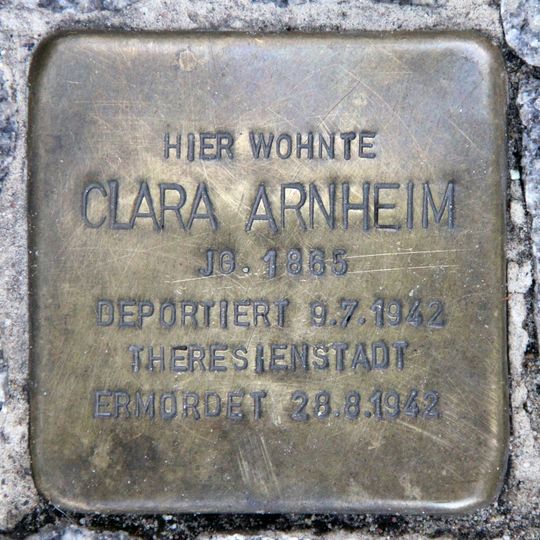 HIER WOHNTE
CLARA ARNHEIM
JG. 1865
DEPORTIERT 9.7.1942
THERESIENSTADT
ERMORDET 28.8.1942